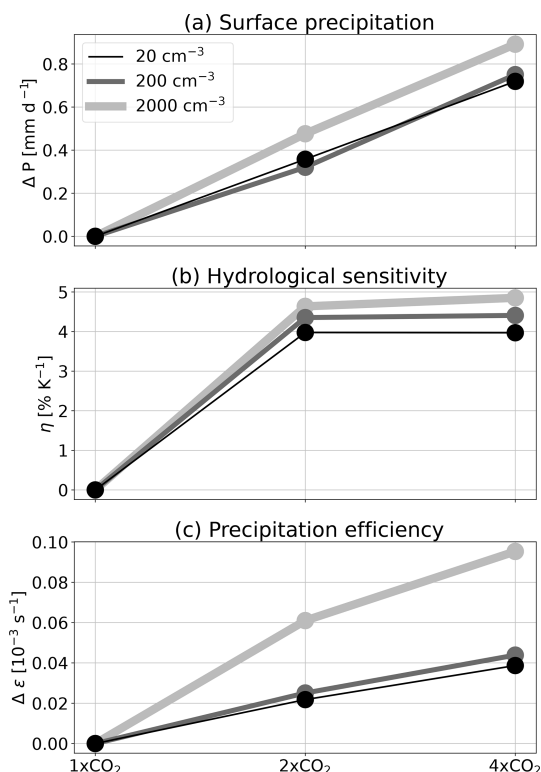 (a) Surface precipitation
Δ P [mm d⁻¹]
0.8
0.6
0.4
0.2
0.0
20 cm⁻³
200 cm⁻³
2000 cm⁻³
(b) Hydrological sensitivity
η [% K⁻¹]
5
4
3
2
1
0
(c) Precipitation efficiency
Δ ε [10⁻³ s⁻¹]
0.10
0.08
0.06
0.04
0.02
0.00
1xCO₂ 2xCO₂ 4xCO₂